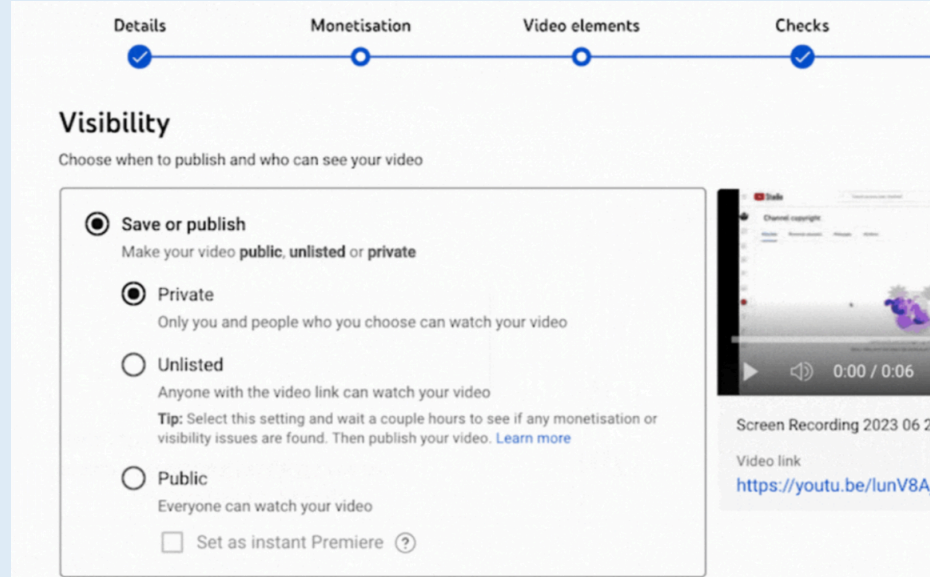 Details
Monetisation
Video elements
Checks
Visibility
Choose when to publish and who can see your video
Save or publish
Make your video public, unlisted or private
Private
Only you and people who you choose can watch your video
Unlisted
Anyone with the video link can watch your video
Tip: Select this setting and wait a couple hours to see if any monetisation or
visibility issues are found. Then publish your video. Learn more
Public
Everyone can watch your video
Set as instant Premiere ?
Studio
Channel copyright
0:00 / 0:06
Screen Recording 2023 06 2
Video link
https://youtu.be/lunV8A